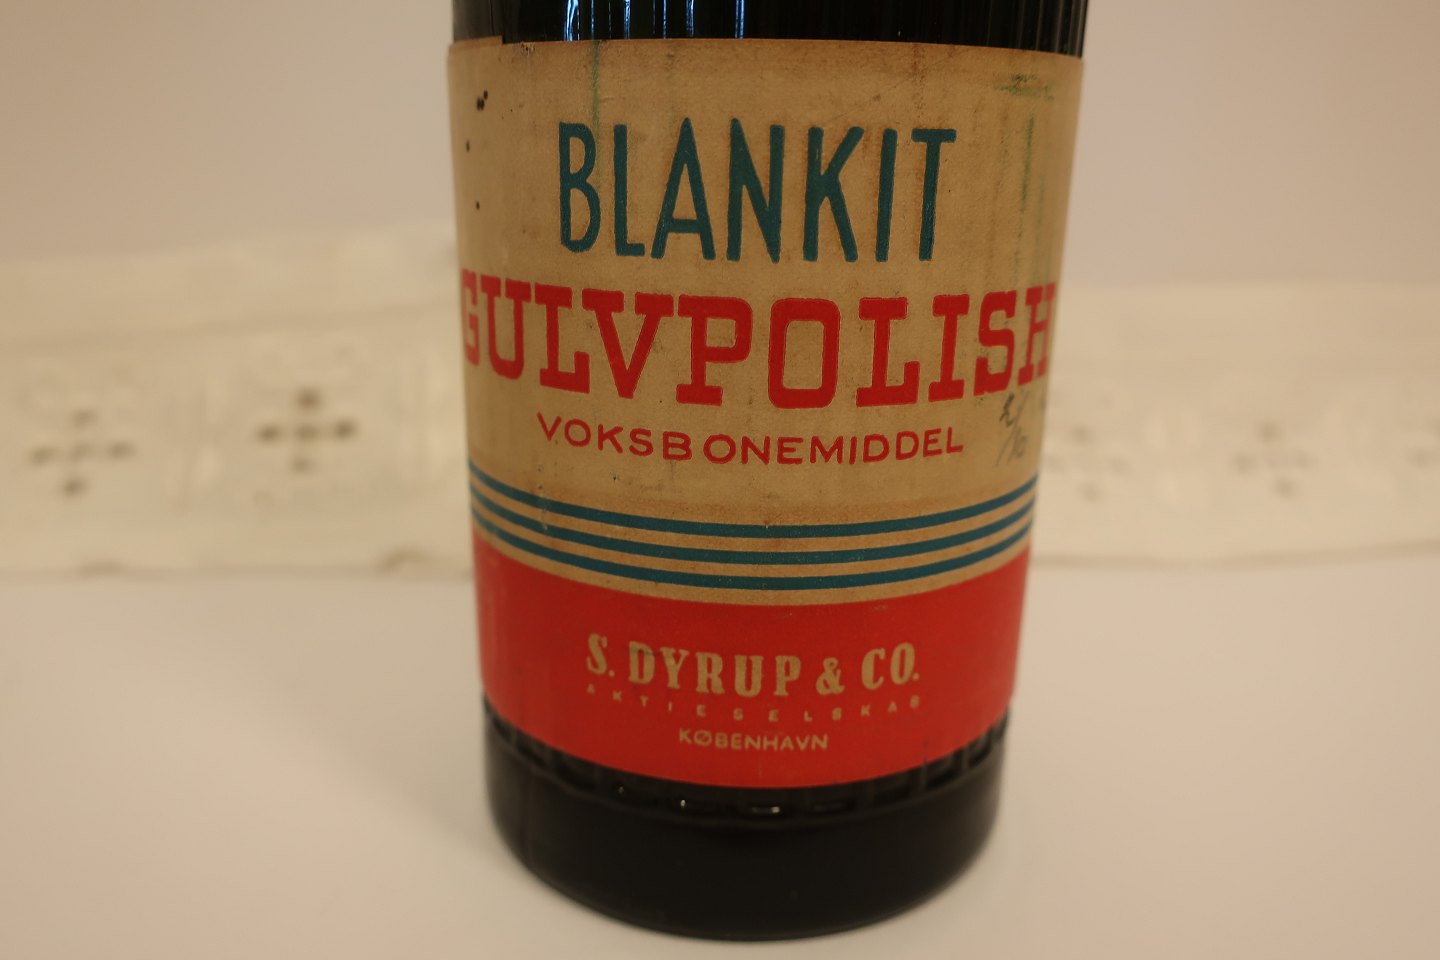 BLANKIT
GULVPOLISH
VOKSBONEMIDDEL
S. DYRUP & CO.
AKTIESELSKAB
KØBENHAVN